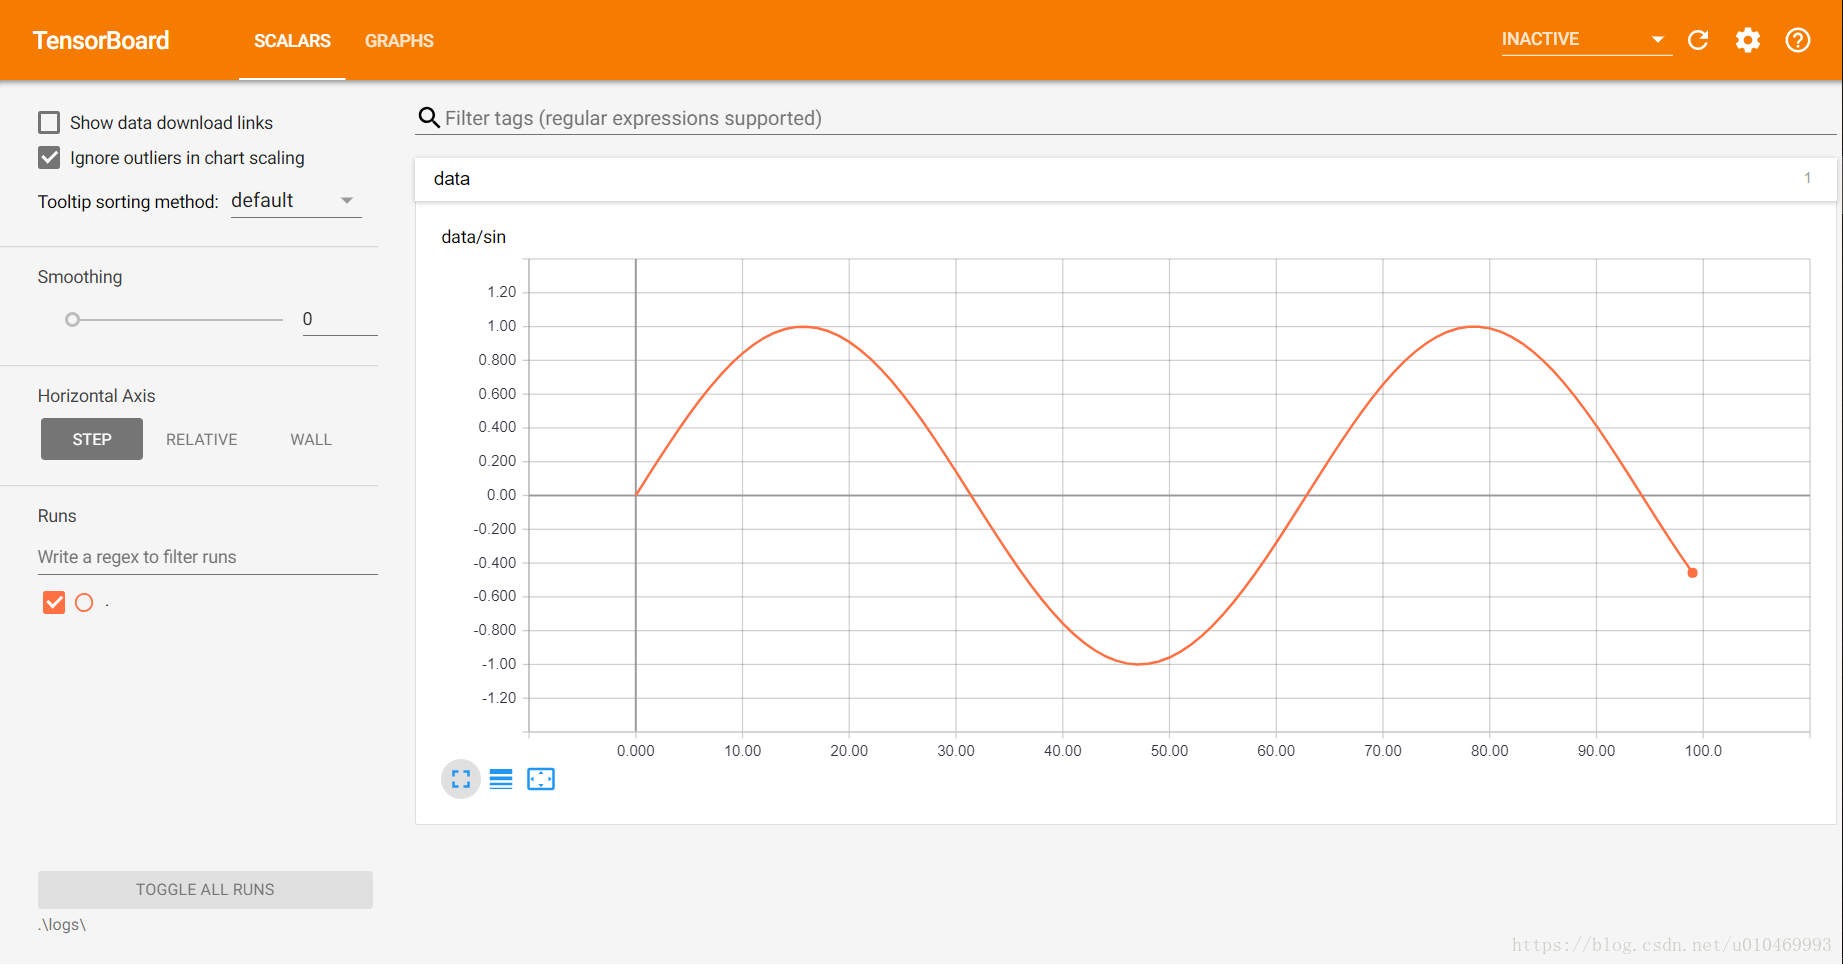 TensorBoard SCALARS GRAPHS INACTIVE
Show data download links
Ignore outliers in chart scaling
Tooltip sorting method: default
Smoothing
0
Horizontal Axis
STEP RELATIVE WALL
Runs
Write a regex to filter runs
.
TOGGLE ALL RUNS
.\logs\
Filter tags (regular expressions supported)
data 1
data/sin
1.20
1.00
0.800
0.600
0.400
0.200
0.00
-0.200
-0.400
-0.600
-0.800
-1.00
-1.20
0.000 10.00 20.00 30.00 40.00 50.00 60.00 70.00 80.00 90.00 100.0
https://blog.csdn.net/u010469993